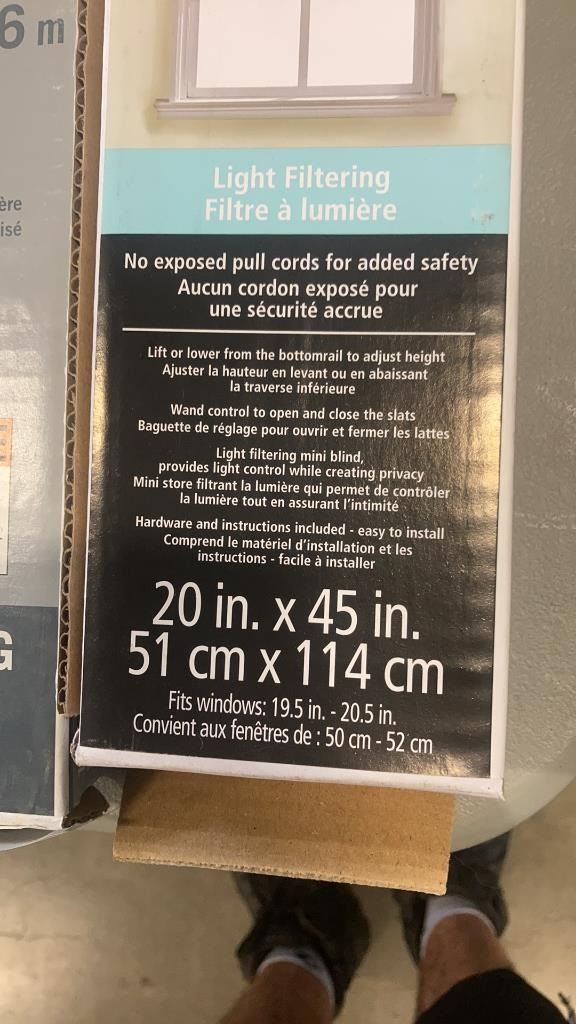 6 m
ère
isé
G
Light Filtering
Filtre à lumière
No exposed pull cords for added safety
Aucun cordon exposé pour
une sécurité accrue
Lift or lower from the bottomrail to adjust height
Ajuster la hauteur en levant ou en abaissant
la traverse inférieure
Wand control to open and close the slats
Baguette de réglage pour ouvrir et fermer les lattes
Light filtering mini blind,
provides light control while creating privacy
Mini store filtrant la lumière qui permet de contrôler
la lumière tout en assurant l'intimité
Hardware and instructions included - easy to install
Comprend le matériel d'installation et les
instructions - facile à installer
20 in. x 45 in.
51 cm x 114 cm
Fits windows: 19.5 in. - 20.5 in.
Convient aux fenêtres de : 50 cm - 52 cm